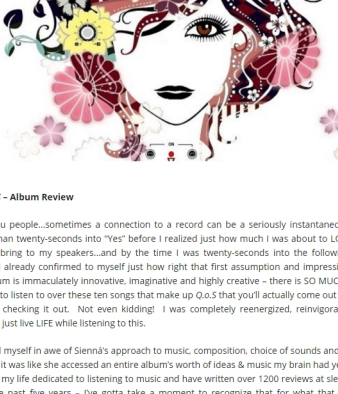 ON
– Album Review
u people…sometimes a connection to a record can be a seriously instantaneo
han twenty-seconds into “Yes” before I realized just how much I was about to LO
bring to my speakers…and by the time I was twenty-seconds into the follow
already confirmed to myself just how right that first assumption and impressi
um is immaculately innovative, imaginative and highly creative – there is SO MUC
to listen to over these ten songs that make up Q.o.S that you’ll actually come out
checking it out. Not even kidding! I was completely reenergized, reinvigora
just live LIFE while listening to this.
myself in awe of Sienná’s approach to music, composition, choice of sounds and
it was like she accessed an entire album’s worth of ideas & music my brain had ye
my life dedicated to listening to music and have written over 1200 reviews at sle
past five years – I’ve gotta take a moment to recognize that for what that